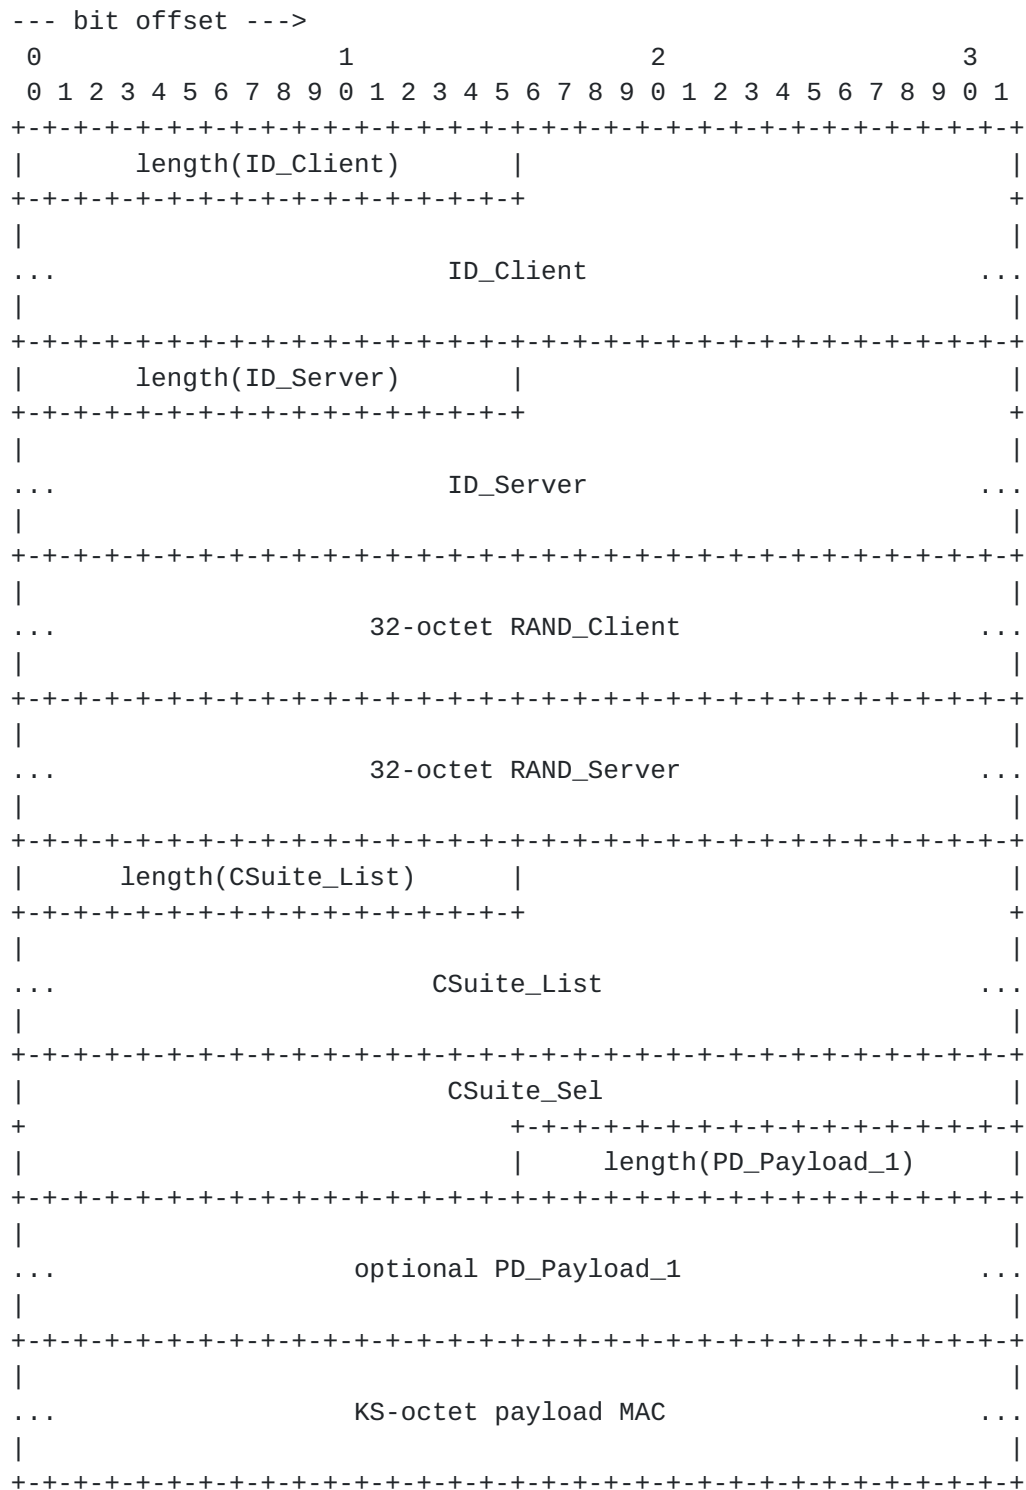 --- bit offset --->
 0                   1                   2                   3
 0 1 2 3 4 5 6 7 8 9 0 1 2 3 4 5 6 7 8 9 0 1 2 3 4 5 6 7 8 9 0 1
+-+-+-+-+-+-+-+-+-+-+-+-+-+-+-+-+-+-+-+-+-+-+-+-+-+-+-+-+-+-+-+-+
|       length(ID_Client)       |                               |
+-+-+-+-+-+-+-+-+-+-+-+-+-+-+-+-+                               +
|                                                               |
...                         ID_Client                         ...
|                                                               |
+-+-+-+-+-+-+-+-+-+-+-+-+-+-+-+-+-+-+-+-+-+-+-+-+-+-+-+-+-+-+-+-+
|       length(ID_Server)       |                               |
+-+-+-+-+-+-+-+-+-+-+-+-+-+-+-+-+                               +
|                                                               |
...                         ID_Server                         ...
|                                                               |
+-+-+-+-+-+-+-+-+-+-+-+-+-+-+-+-+-+-+-+-+-+-+-+-+-+-+-+-+-+-+-+-+
|                                                               |
...                    32-octet RAND_Client                   ...
|                                                               |
+-+-+-+-+-+-+-+-+-+-+-+-+-+-+-+-+-+-+-+-+-+-+-+-+-+-+-+-+-+-+-+-+
|                                                               |
...                    32-octet RAND_Server                   ...
|                                                               |
+-+-+-+-+-+-+-+-+-+-+-+-+-+-+-+-+-+-+-+-+-+-+-+-+-+-+-+-+-+-+-+-+
|      length(CSuite_List)      |                               |
+-+-+-+-+-+-+-+-+-+-+-+-+-+-+-+-+                               +
|                                                               |
...                        CSuite_List                        ...
|                                                               |
+-+-+-+-+-+-+-+-+-+-+-+-+-+-+-+-+-+-+-+-+-+-+-+-+-+-+-+-+-+-+-+-+
|                           CSuite_Sel                          |
+                               +-+-+-+-+-+-+-+-+-+-+-+-+-+-+-+-+
|                               |     length(PD_Payload_1)      |
+-+-+-+-+-+-+-+-+-+-+-+-+-+-+-+-+-+-+-+-+-+-+-+-+-+-+-+-+-+-+-+-+
|                                                               |
...                   optional PD_Payload_1                   ...
|                                                               |
+-+-+-+-+-+-+-+-+-+-+-+-+-+-+-+-+-+-+-+-+-+-+-+-+-+-+-+-+-+-+-+-+
|                                                               |
...                   KS-octet payload MAC                    ...
|                                                               |
+-+-+-+-+-+-+-+-+-+-+-+-+-+-+-+-+-+-+-+-+-+-+-+-+-+-+-+-+-+-+-+-+